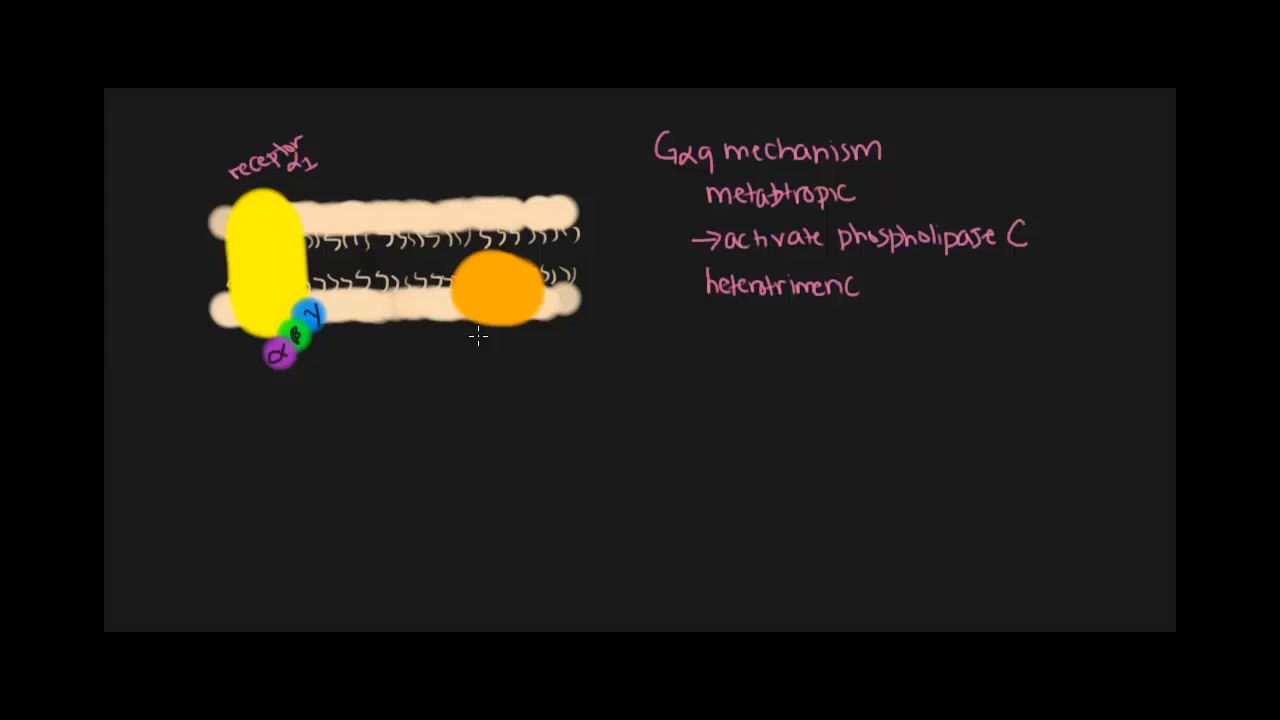 receptor
α1
Gαq mechanism
metabtropic
→activate phospholipase C
heterotrimeric
γ
β
α